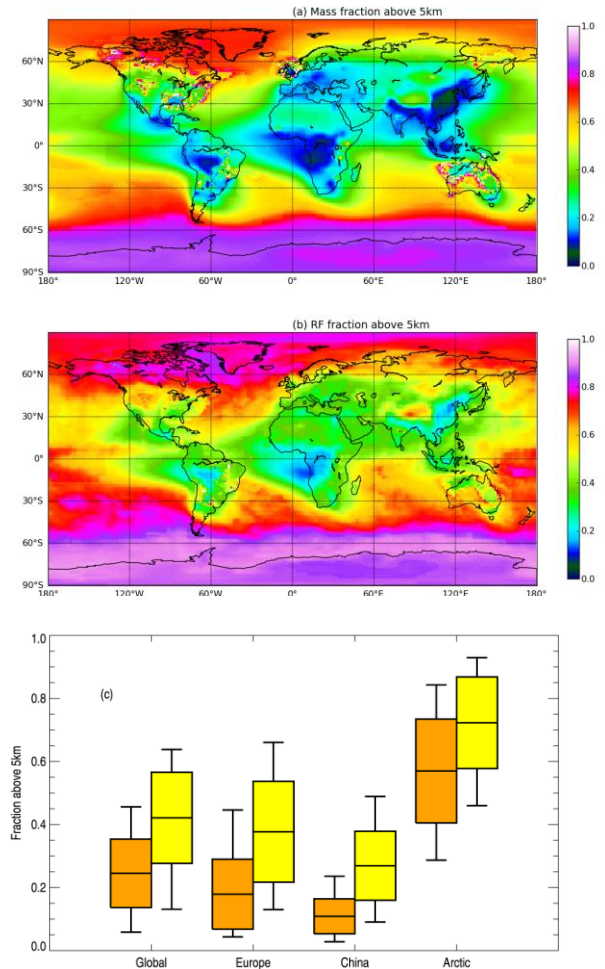 (a) Mass fraction above 5km
60°N
30°N
0°
30°S
60°S
90°S
180° 120°W 60°W 0° 60°E 120°E 180°
1.0
0.8
0.6
0.4
0.2
0.0
(b) RF fraction above 5km
60°N
30°N
0°
30°S
60°S
90°S
180° 120°W 60°W 0° 60°E 120°E 180°
1.0
0.8
0.6
0.4
0.2
0.0
(c)
Fraction above 5km
1.0
0.8
0.6
0.4
0.2
0.0
Global Europe China Arctic